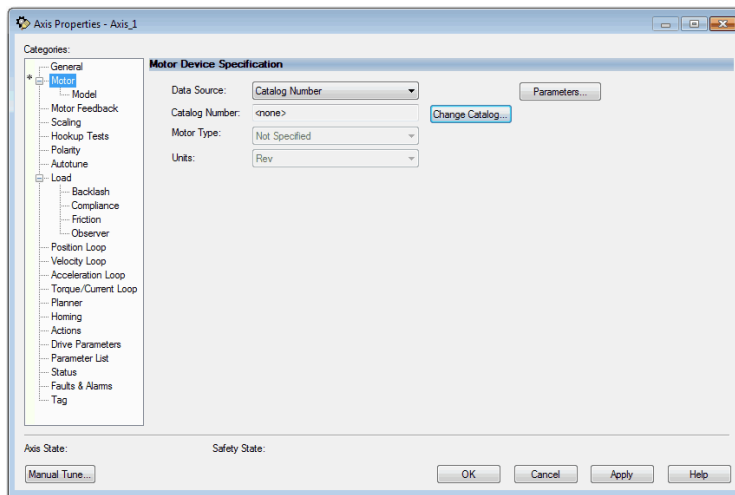 Axis Properties - Axis_1
Categories:
General
* Motor
Model
Motor Feedback
Scaling
Hookup Tests
Polarity
Autotune
Load
Backlash
Compliance
Friction
Observer
Position Loop
Velocity Loop
Acceleration Loop
Torque/Current Loop
Planner
Homing
Actions
Drive Parameters
Parameter List
Status
Faults & Alarms
Tag
Motor Device Specification
Data Source: Catalog Number Parameters...
Catalog Number: <none> Change Catalog...
Motor Type: Not Specified
Units: Rev
Axis State: Safety State:
Manual Tune... OK Cancel Apply Help